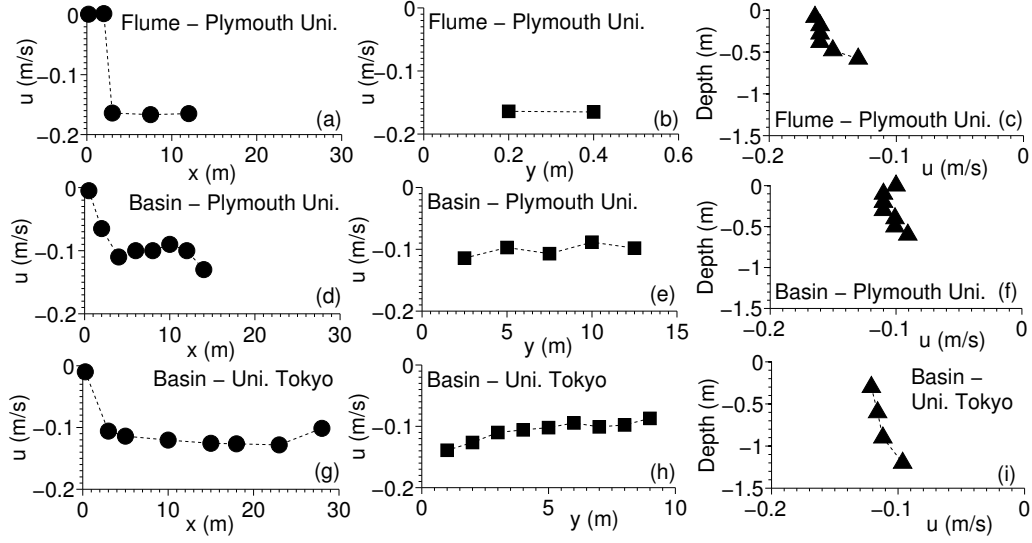 0
Flume − Plymouth Uni.
u (m/s)
−0.1
(a)
−0.2
0 10 20 30
x (m)
0
Flume − Plymouth Uni.
u (m/s)
−0.1
(b)
−0.2
0 0.2 0.4 0.6
y (m)
0
Depth (m)
−0.5
−1
Flume − Plymouth Uni. (c)
−1.5
−0.2 −0.1 0
u (m/s)
0
Basin − Plymouth Uni.
u (m/s)
−0.1
(d)
−0.2
0 10 20 30
x (m)
0
Basin − Plymouth Uni.
u (m/s)
−0.1
(e)
−0.2
0 5 10 15
y (m)
0
Depth (m)
−0.5
−1
(f)
Basin − Plymouth Uni.
−1.5
−0.2 −0.1 0
u (m/s)
0
Basin − Uni. Tokyo
u (m/s)
−0.1
(g)
−0.2
0 10 20 30
x (m)
0
Basin − Uni. Tokyo
u (m/s)
−0.1
(h)
−0.2
0 5 10
y (m)
0
Basin −
Uni. Tokyo
Depth (m)
−0.5
−1
(i)
−1.5
−0.2 −0.1 0
u (m/s)